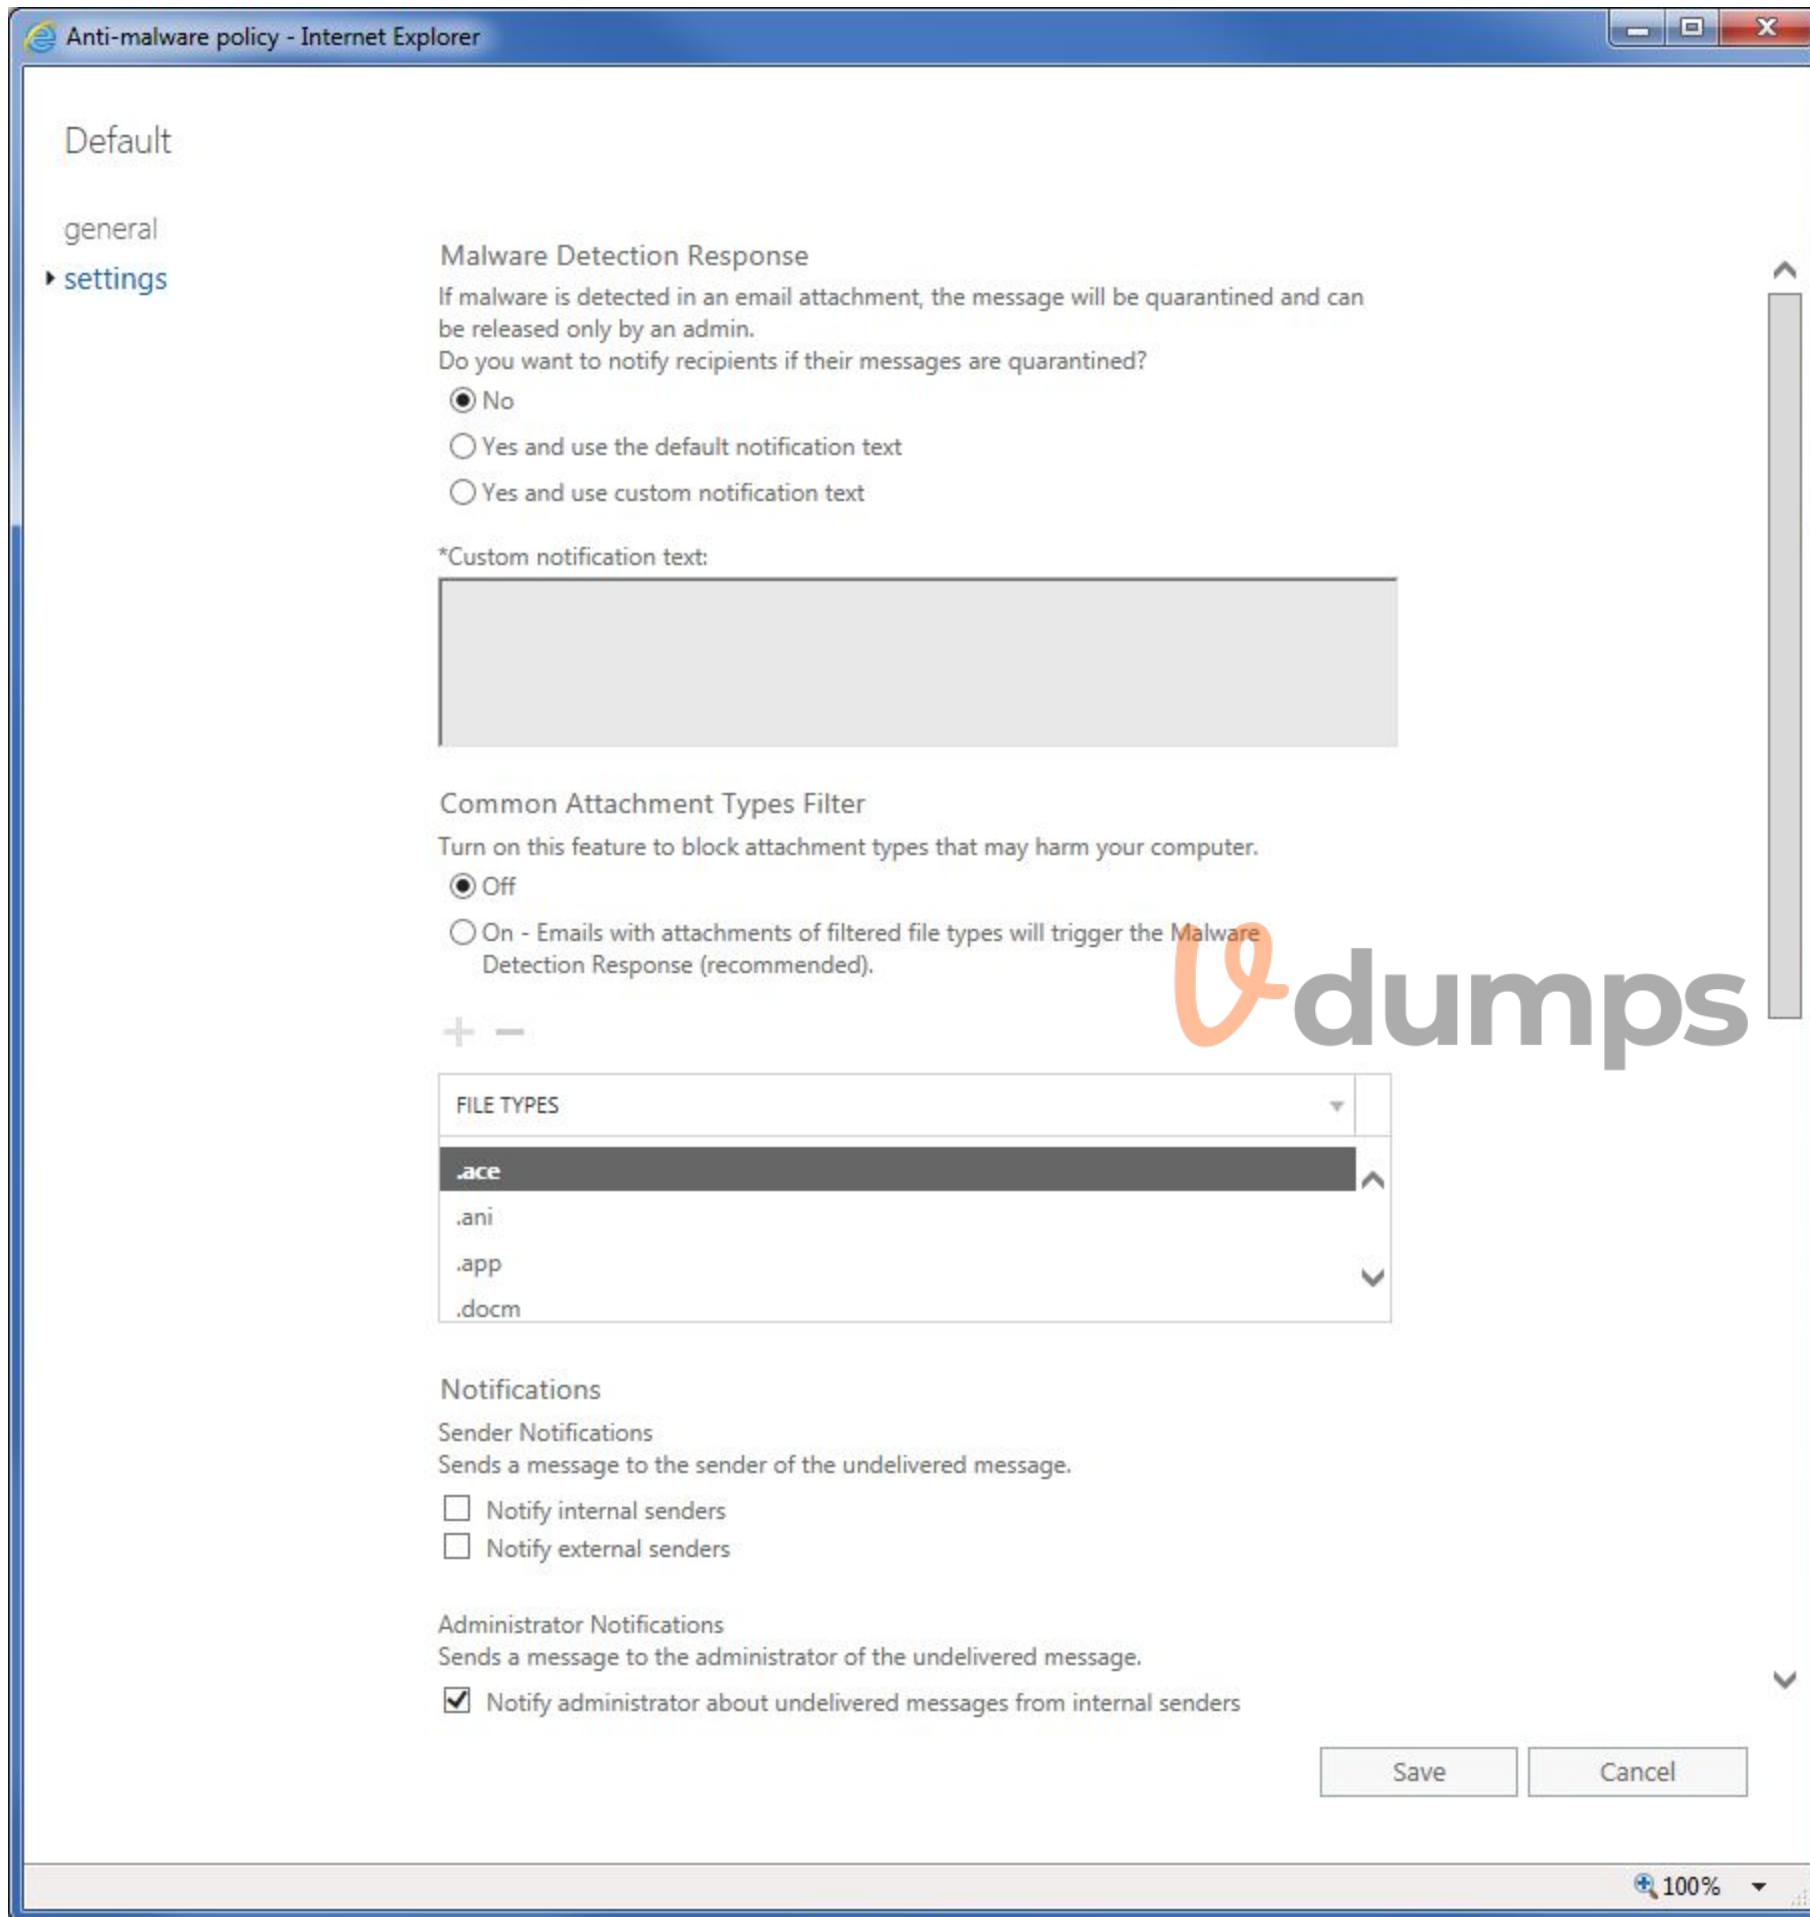 Anti-malware policy - Internet Explorer
Default
general
settings
Malware Detection Response
If malware is detected in an email attachment, the message will be quarantined and can
be released only by an admin.
Do you want to notify recipients if their messages are quarantined?
No
Yes and use the default notification text
Yes and use custom notification text
*Custom notification text:
Common Attachment Types Filter
Turn on this feature to block attachment types that may harm your computer.
Off
On - Emails with attachments of filtered file types will trigger the Malware
Detection Response (recommended).
Vdumps
FILE TYPES
.ace
.ani
.app
.docm
Notifications
Sender Notifications
Sends a message to the sender of the undelivered message.
Notify internal senders
Notify external senders
Administrator Notifications
Sends a message to the administrator of the undelivered message.
Notify administrator about undelivered messages from internal senders
Save
Cancel
100%